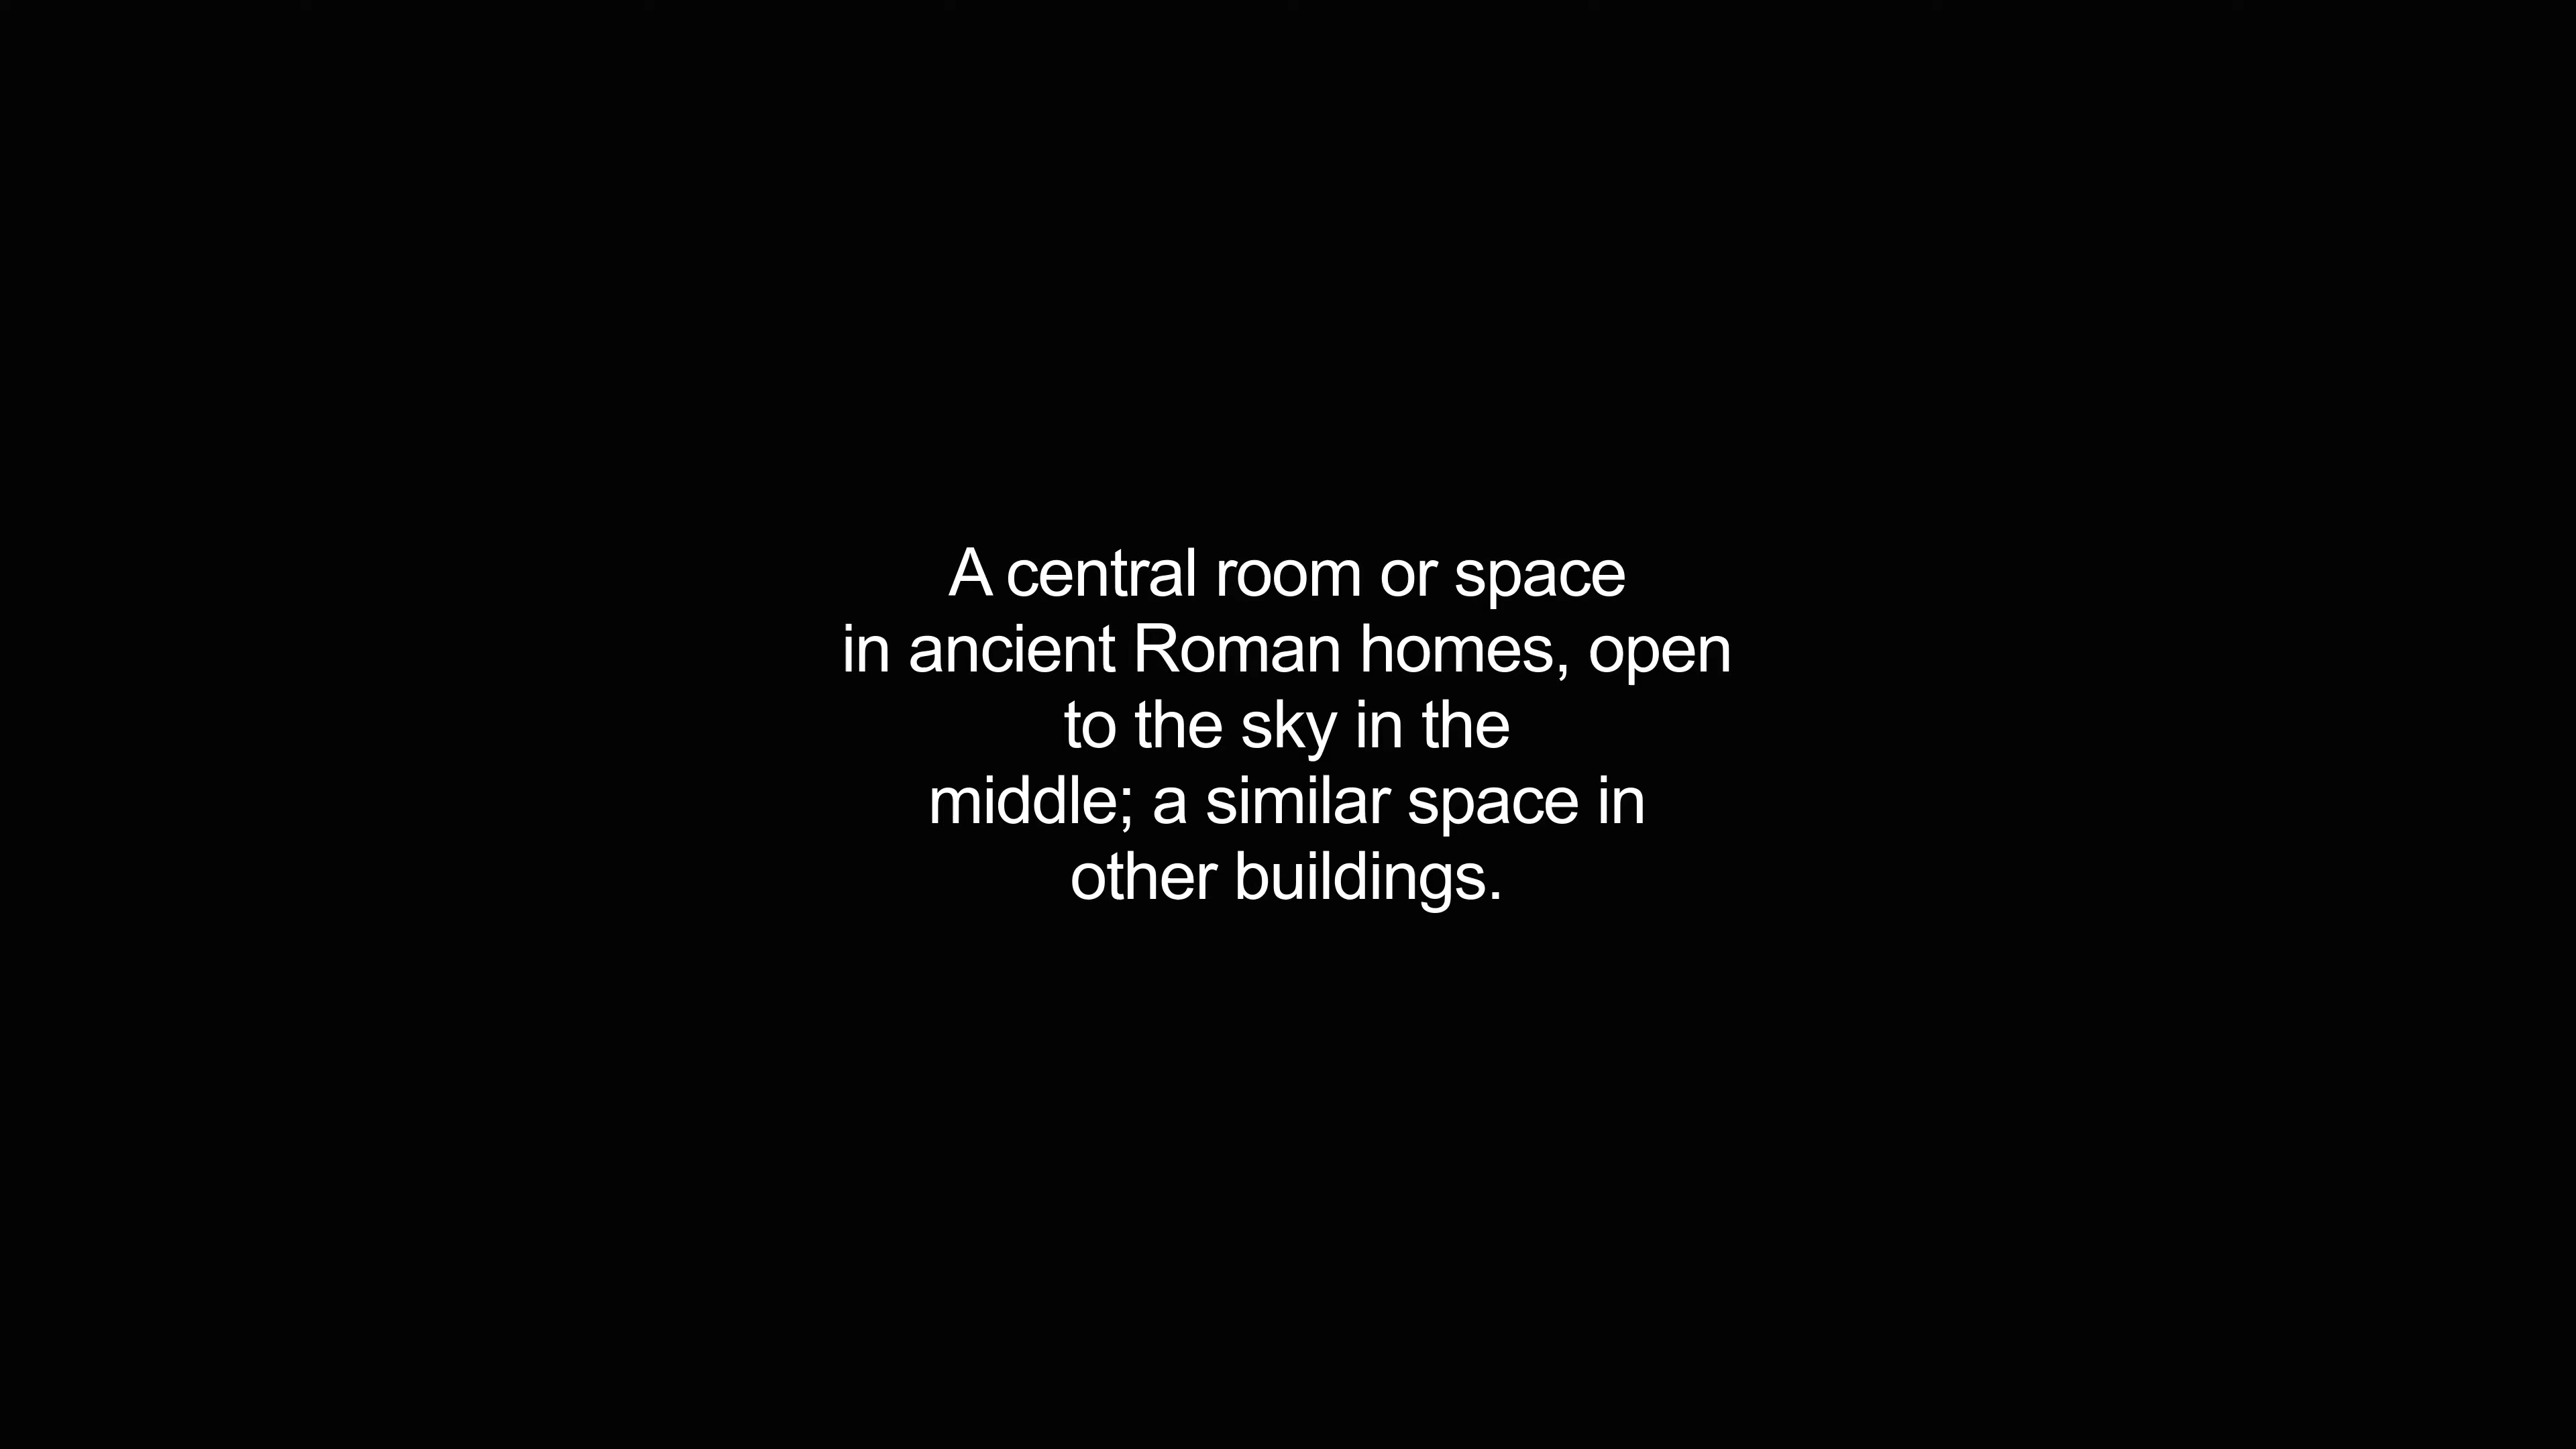 A central room or space
in ancient Roman homes, open
to the sky in the
middle; a similar space in
other buildings.